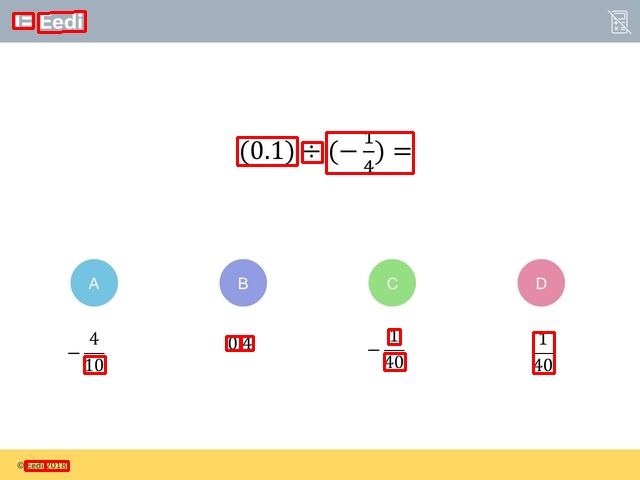 Eedi
(0.1) ÷ (− 1/4) =
A B C D
− 4/10 0.4 − 1/40 1/40
© Eedi 2018